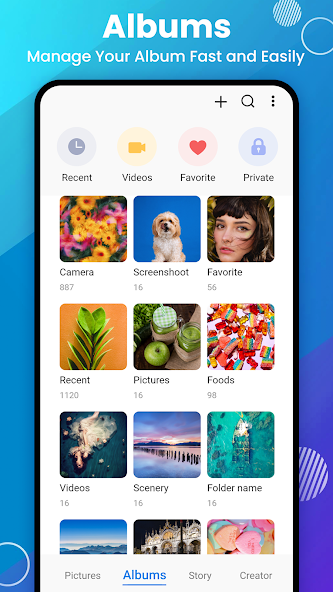 Albums
Manage Your Album Fast and Easily
Recent Videos Favorite Private
Camera Screenshoot Favorite
887 16 56
Recent Pictures Foods
1120 16 98
Videos Scenery Folder name
16 16 16
Pictures Albums Story Creator